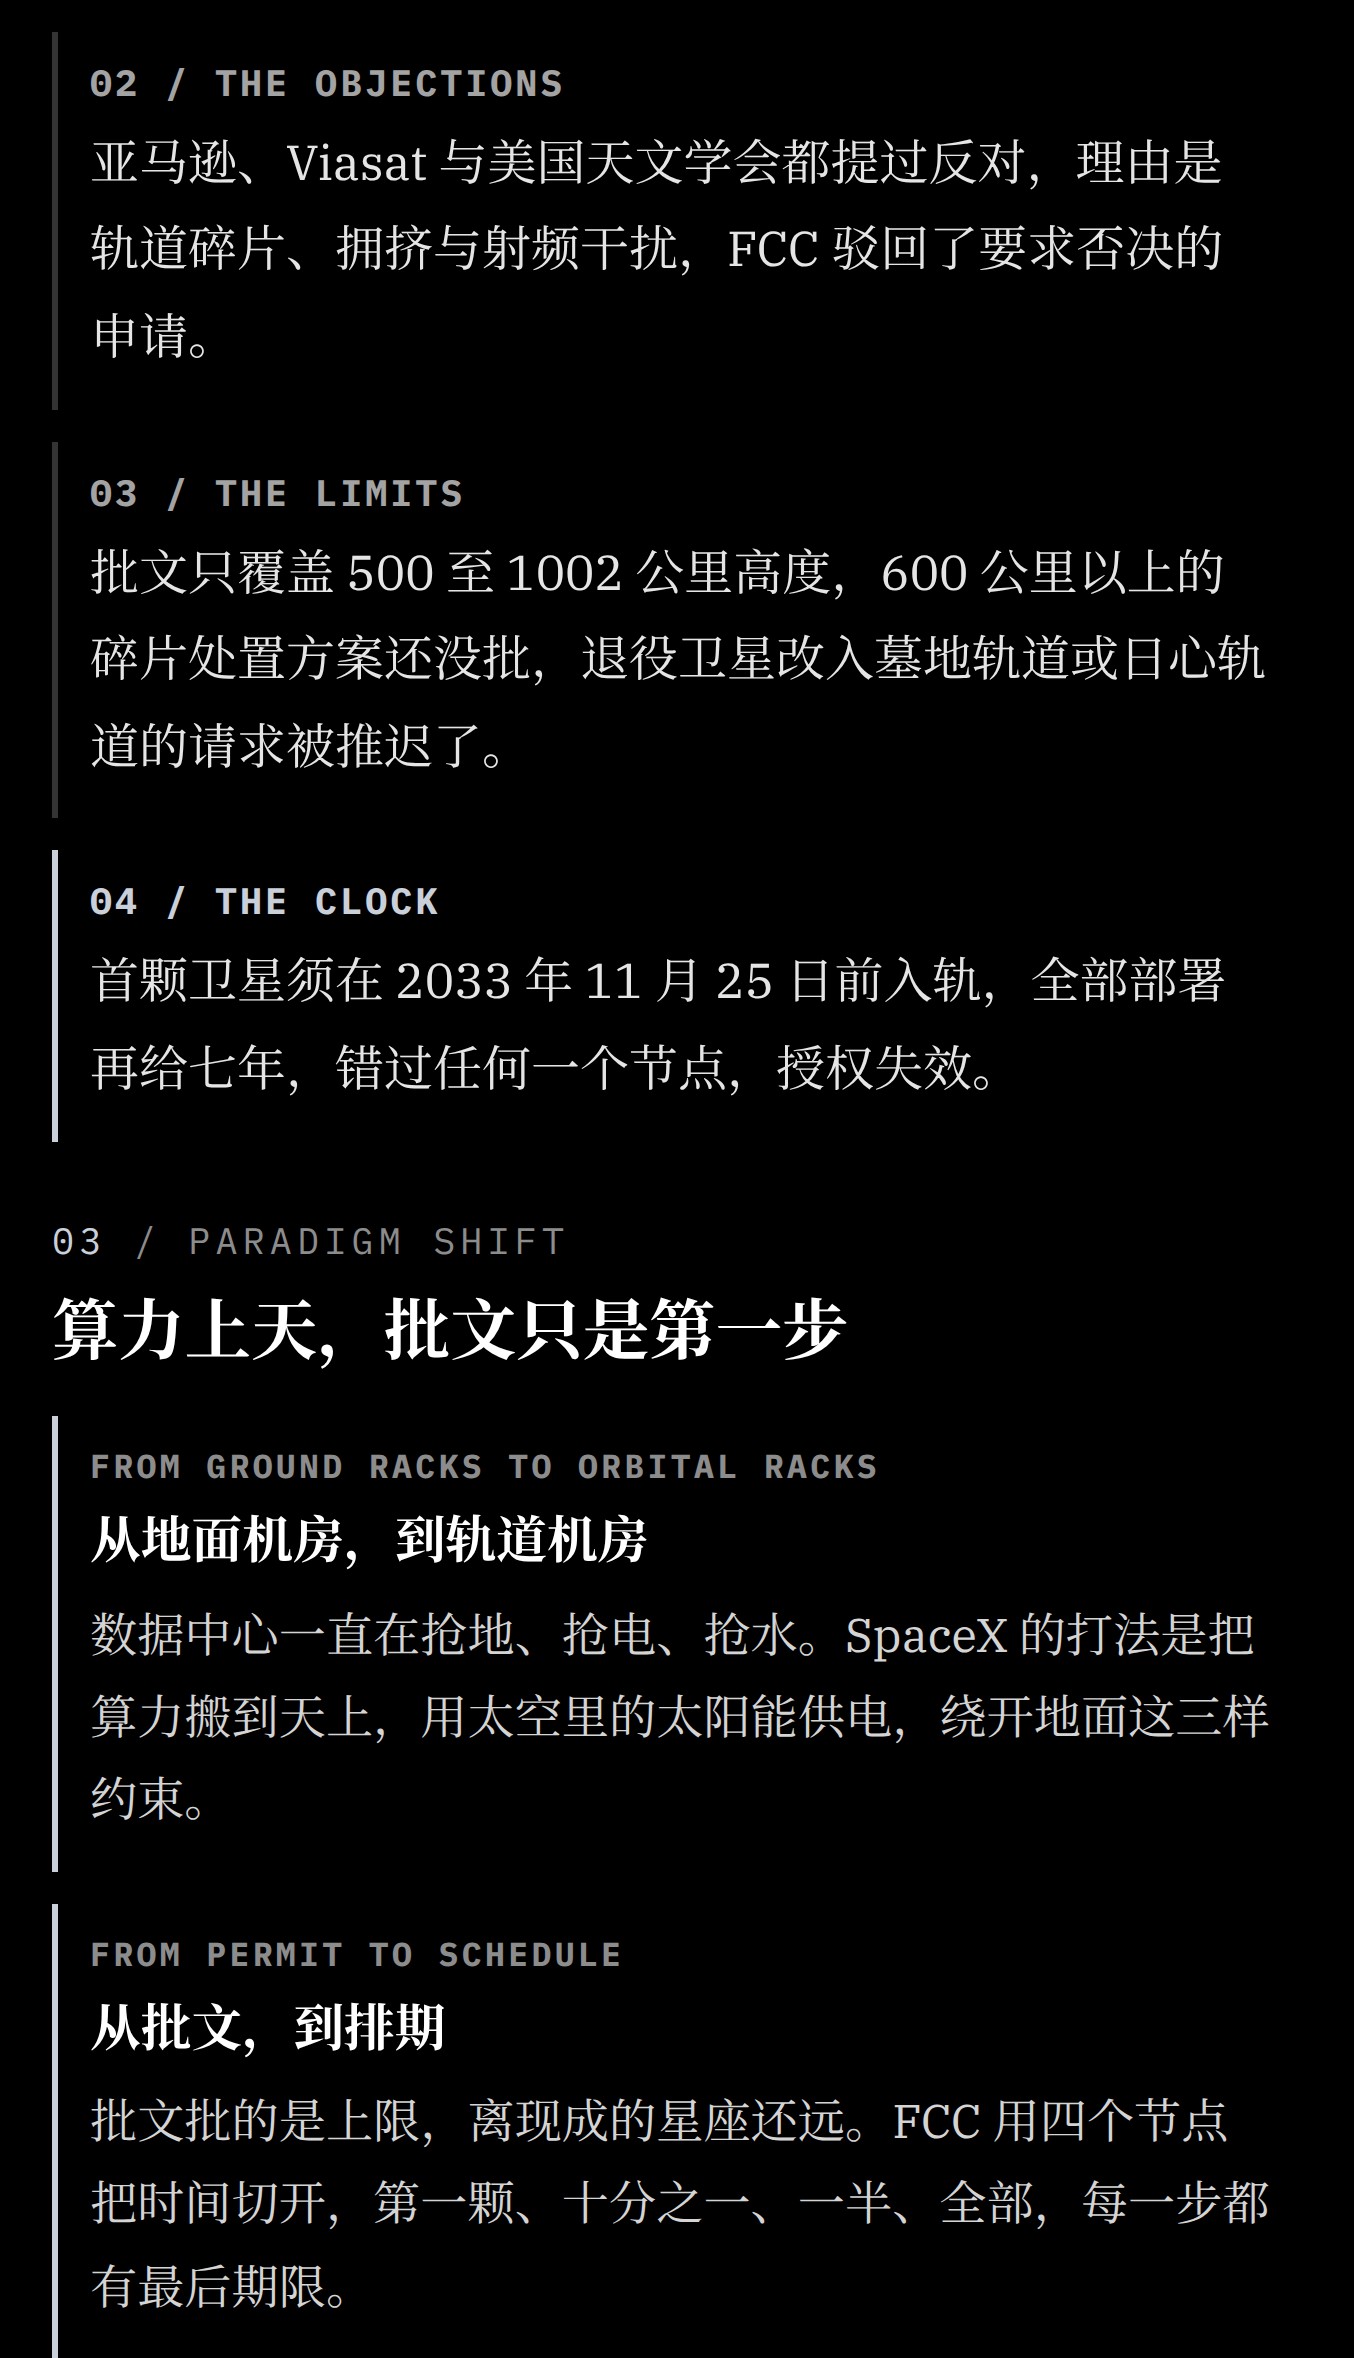 02 / THE OBJECTIONS
亚马逊、Viasat 与美国天文学会都提过反对，理由是
轨道碎片、拥挤与射频干扰，FCC 驳回了要求否决的
申请。
03 / THE LIMITS
批文只覆盖 500 至 1002 公里高度，600 公里以上的
碎片处置方案还没批，退役卫星改入墓地轨道或日心轨
道的请求被推迟了。
04 / THE CLOCK
首颗卫星须在 2033 年 11 月 25 日前入轨，全部部署
再给七年，错过任何一个节点，授权失效。
03 / PARADIGM SHIFT
算力上天，批文只是第一步
FROM GROUND RACKS TO ORBITAL RACKS
从地面机房，到轨道机房
数据中心一直在抢地、抢电、抢水。SpaceX 的打法是把
算力搬到天上，用太空里的太阳能供电，绕开地面这三样
约束。
FROM PERMIT TO SCHEDULE
从批文，到排期
批文批的是上限，离现成的星座还远。FCC 用四个节点
把时间切开，第一颗、十分之一、一半、全部，每一步都
有最后期限。